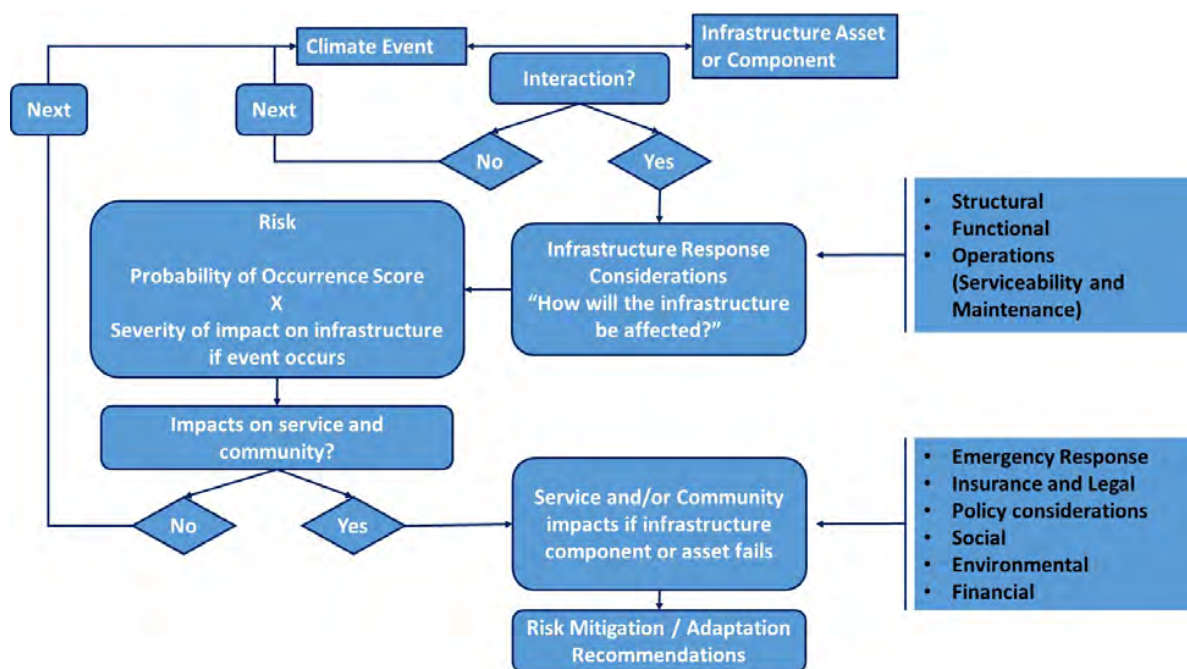 Climate Event
Infrastructure Asset
or Component
Interaction?
Next
Next
No
Yes
Risk
Probability of Occurrence Score
X
Severity of impact on infrastructure
if event occurs
Infrastructure Response
Considerations
“How will the infrastructure
be affected?”
• Structural
• Functional
• Operations
(Serviceability and
Maintenance)
Impacts on service and
community?
No
Yes
Service and/or Community
impacts if infrastructure
component or asset fails
• Emergency Response
• Insurance and Legal
• Policy considerations
• Social
• Environmental
• Financial
Risk Mitigation / Adaptation
Recommendations